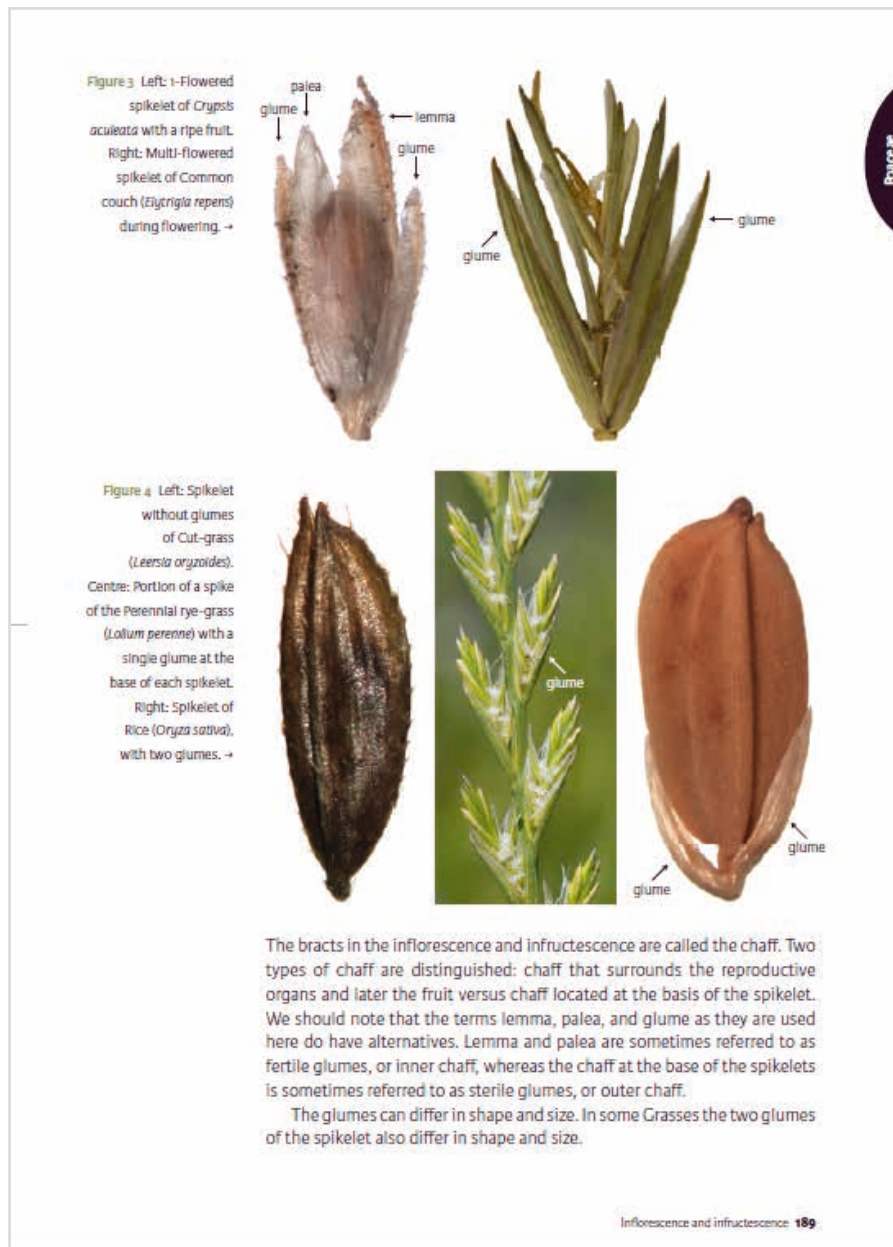 Figure 3 Left: 1-Flowered
spikelet of Crypsis
aculeata with a ripe fruit.
Right: Multi-flowered
spikelet of Common
couch (Elytrigia repens)
during flowering. →
palea
glume
lemma
glume
glume
glume
Poaceae
Figure 4 Left: Spikelet
without glumes
of Cut-grass
(Leersia oryzoides).
Centre: Portion of a spike
of the Perennial rye-grass
(Lolium perenne) with a
single glume at the
base of each spikelet.
Right: Spikelet of
Rice (Oryza sativa),
with two glumes. →
glume
glume
glume
The bracts in the inflorescence and infructescence are called the chaff. Two
types of chaff are distinguished: chaff that surrounds the reproductive
organs and later the fruit versus chaff located at the basis of the spikelet.
We should note that the terms lemma, palea, and glume as they are used
here do have alternatives. Lemma and palea are sometimes referred to as
fertile glumes, or inner chaff, whereas the chaff at the base of the spikelets
is sometimes referred to as sterile glumes, or outer chaff.
The glumes can differ in shape and size. In some Grasses the two glumes
of the spikelet also differ in shape and size.
Inflorescence and infructescence 189